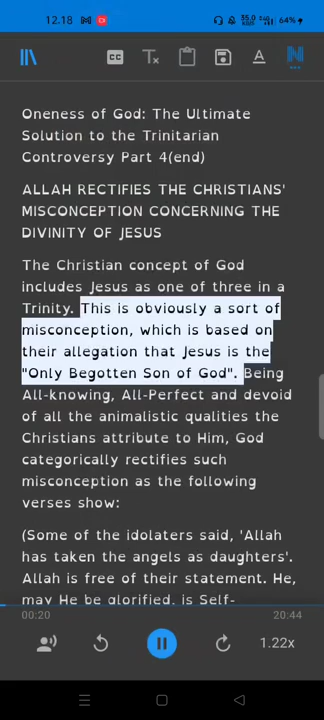 12.18
35.0
KB/s
64%
CC
Oneness of God: The Ultimate
Solution to the Trinitarian
Controversy Part 4(end)
ALLAH RECTIFIES THE CHRISTIANS'
MISCONCEPTION CONCERNING THE
DIVINITY OF JESUS
The Christian concept of God
includes Jesus as one of three in a
Trinity. This is obviously a sort of
misconception, which is based on
their allegation that Jesus is the
"Only Begotten Son of God". Being
All-knowing, All-Perfect and devoid
of all the animalistic qualities the
Christians attribute to Him, God
categorically rectifies such
misconception as the following
verses show:
(Some of the idolaters said, 'Allah
has taken the angels as daughters'.
Allah is free of their statement. He,
may He be glorified, is Self-
00:20
20:44
1.22x